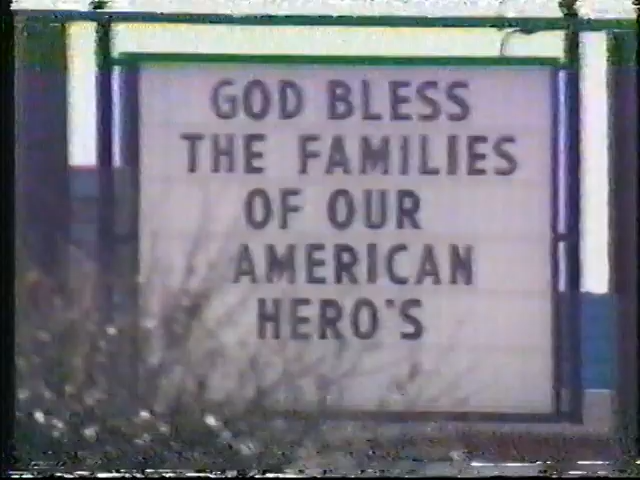 GOD BLESS
THE FAMILIES
OF OUR
AMERICAN
HERO'S